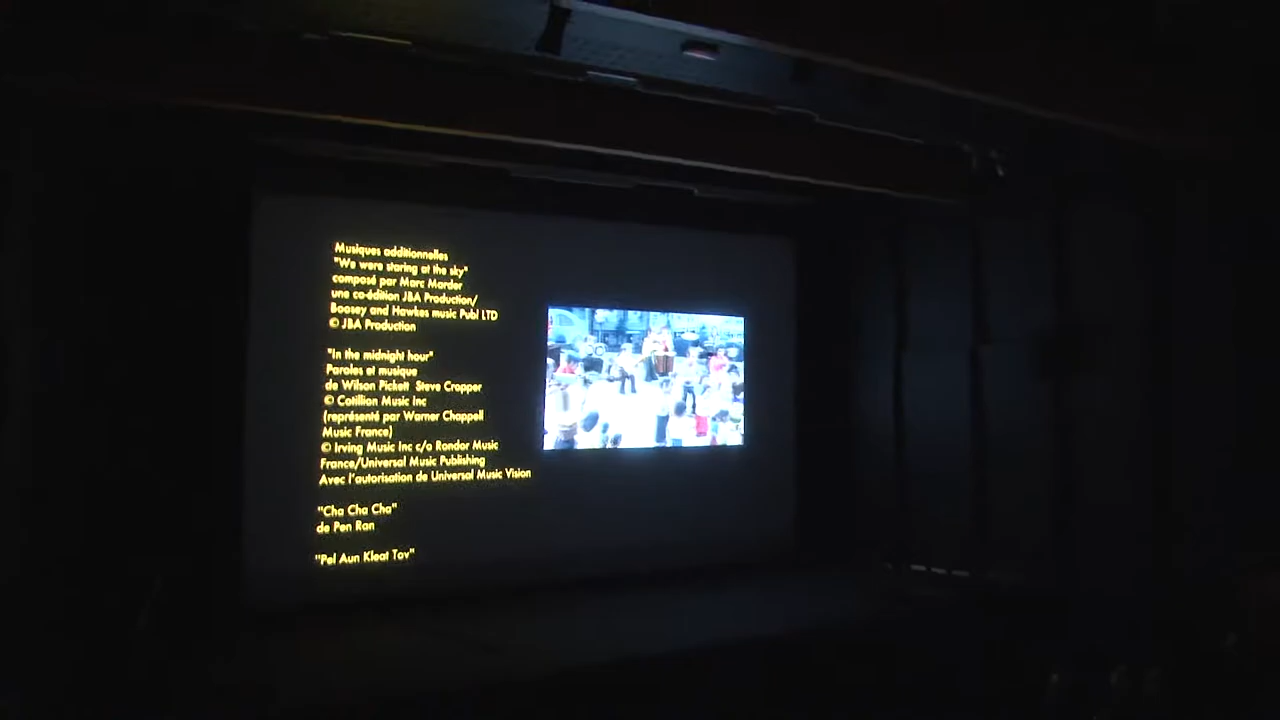 Musiques additionnelles
"We were staring at the sky"
composé par Marc Marder
une co-édition JBA Production/
Boosey and Hawkes music Publ LTD
© JBA Production
"In the midnight hour"
Paroles et musique
de Wilson Pickett Steve Cropper
© Cotillion Music Inc
(représenté par Warner Chappell
Music France)
© Irving Music Inc c/o Rondor Music
France/Universal Music Publishing
Avec l'autorisation de Universal Music Vision
"Cha Cha Cha"
de Pen Ran
"Pel Aun Kleat Tov"